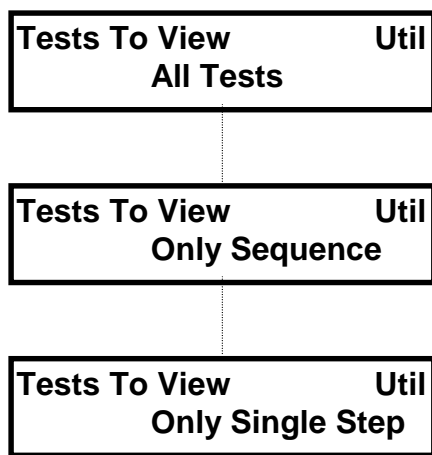 Tests To View Util
All Tests
Tests To View Util
Only Sequence
Tests To View Util
Only Single Step